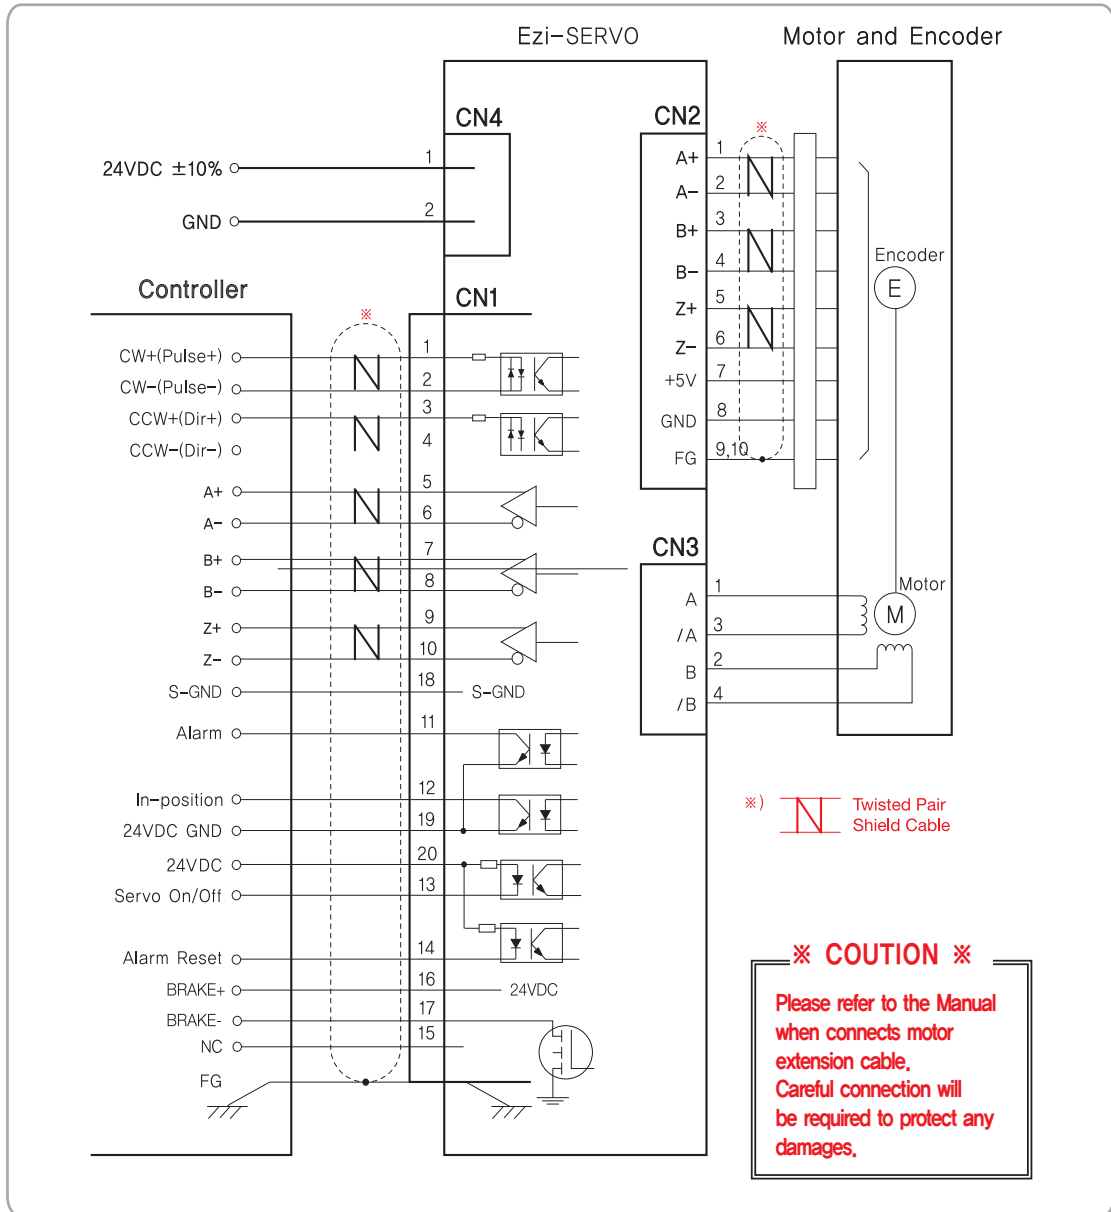 Ezi-SERVO
Motor and Encoder
CN4
24VDC ±10%
1
GND
2
CN2
※
A+ 1
A- 2
B+ 3
B- 4
Z+ 5
Z- 6
+5V 7
GND 8
FG 9,10
Encoder
E
Controller
CN1
※
CW+(Pulse+) 1
CW-(Pulse-) 2
CCW+(Dir+) 3
CCW-(Dir-) 4
A+ 5
A- 6
B+ 7
B- 8
Z+ 9
Z- 10
S-GND 18 S-GND
Alarm 11
In-position 12
24VDC GND 19
24VDC 20
Servo On/Off 13
Alarm Reset 14
BRAKE+ 16 24VDC
BRAKE- 17
NC 15
FG
CN3
A 1
/A 3
B 2
/B 4
Motor
M
※) Twisted Pair
Shield Cable
※ COUTION ※
Please refer to the Manual
when connects motor
extension cable.
Careful connection will
be required to protect any
damages.